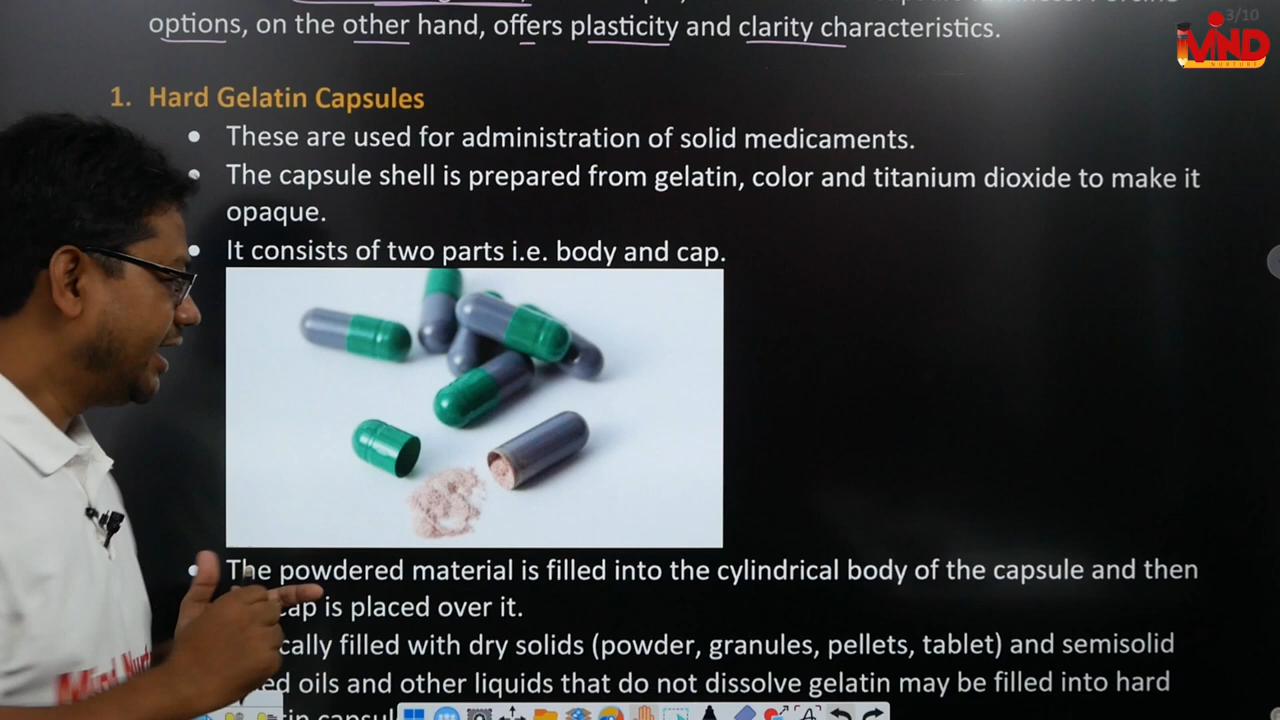 options, on the other hand, offers plasticity and clarity characteristics.
3/10
MIND
NURTURE
1. Hard Gelatin Capsules
• These are used for administration of solid medicaments.
• The capsule shell is prepared from gelatin, color and titanium dioxide to make it
opaque.
• It consists of two parts i.e. body and cap.
• The powdered material is filled into the cylindrical body of the capsule and then
cap is placed over it.
filled with dry solids (powder, granules, pellets, tablet) and semisolid
oils and other liquids that do not dissolve gelatin may be filled into hard
Mind